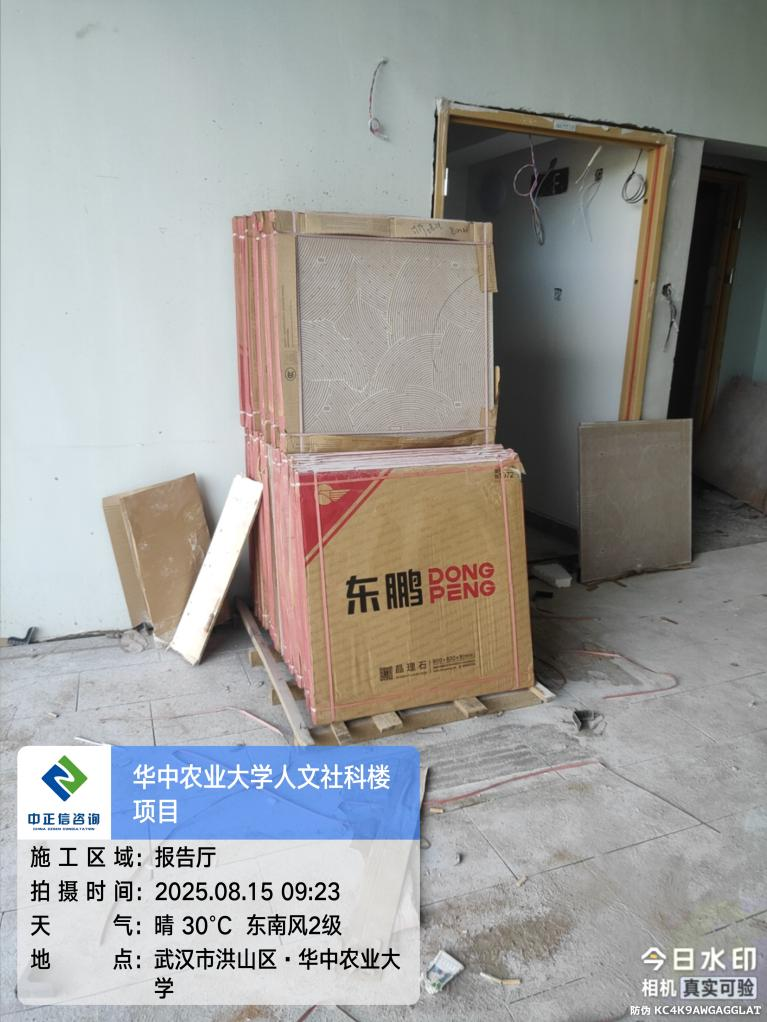 东鹏
DONG
PENG
晶理石
华中农业大学人文社科楼
项目
中正信咨询
施工区域：报告厅
拍摄时间：2025.08.15 09:23
天气：晴 30℃ 东南风2级
地点：武汉市洪山区·华中农业大
学
今日水印
相机 真实可验
防伪 KC4K9AWGAGGLAT